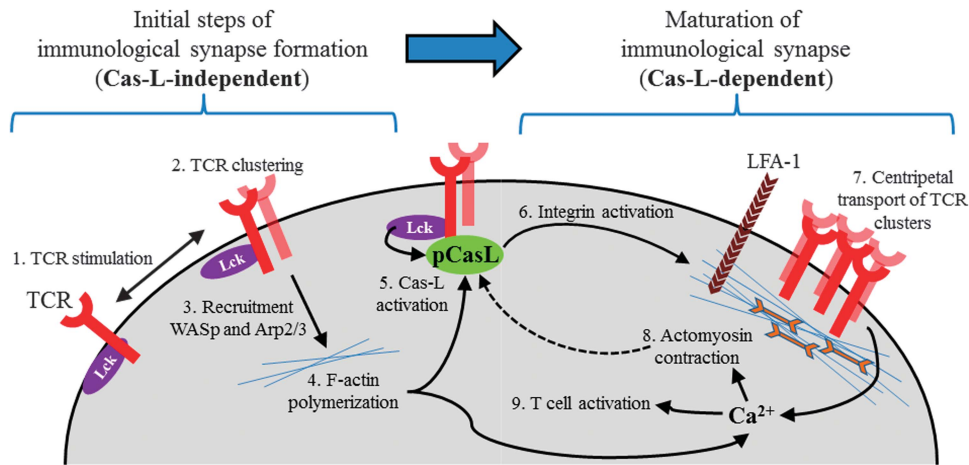 Initial steps of
immunological synapse formation
(Cas-L-independent)
Maturation of
immunological synapse
(Cas-L-dependent)
2. TCR clustering
LFA-1
7. Centripetal
transport of TCR
clusters
1. TCR stimulation
Lck
Lck
6. Integrin activation
pCasL
TCR
5. Cas-L
activation
3. Recruitment
WASp and Arp2/3
Lck
8. Actomyosin
contraction
4. F-actin
polymerization
9. T cell activation
Ca²⁺